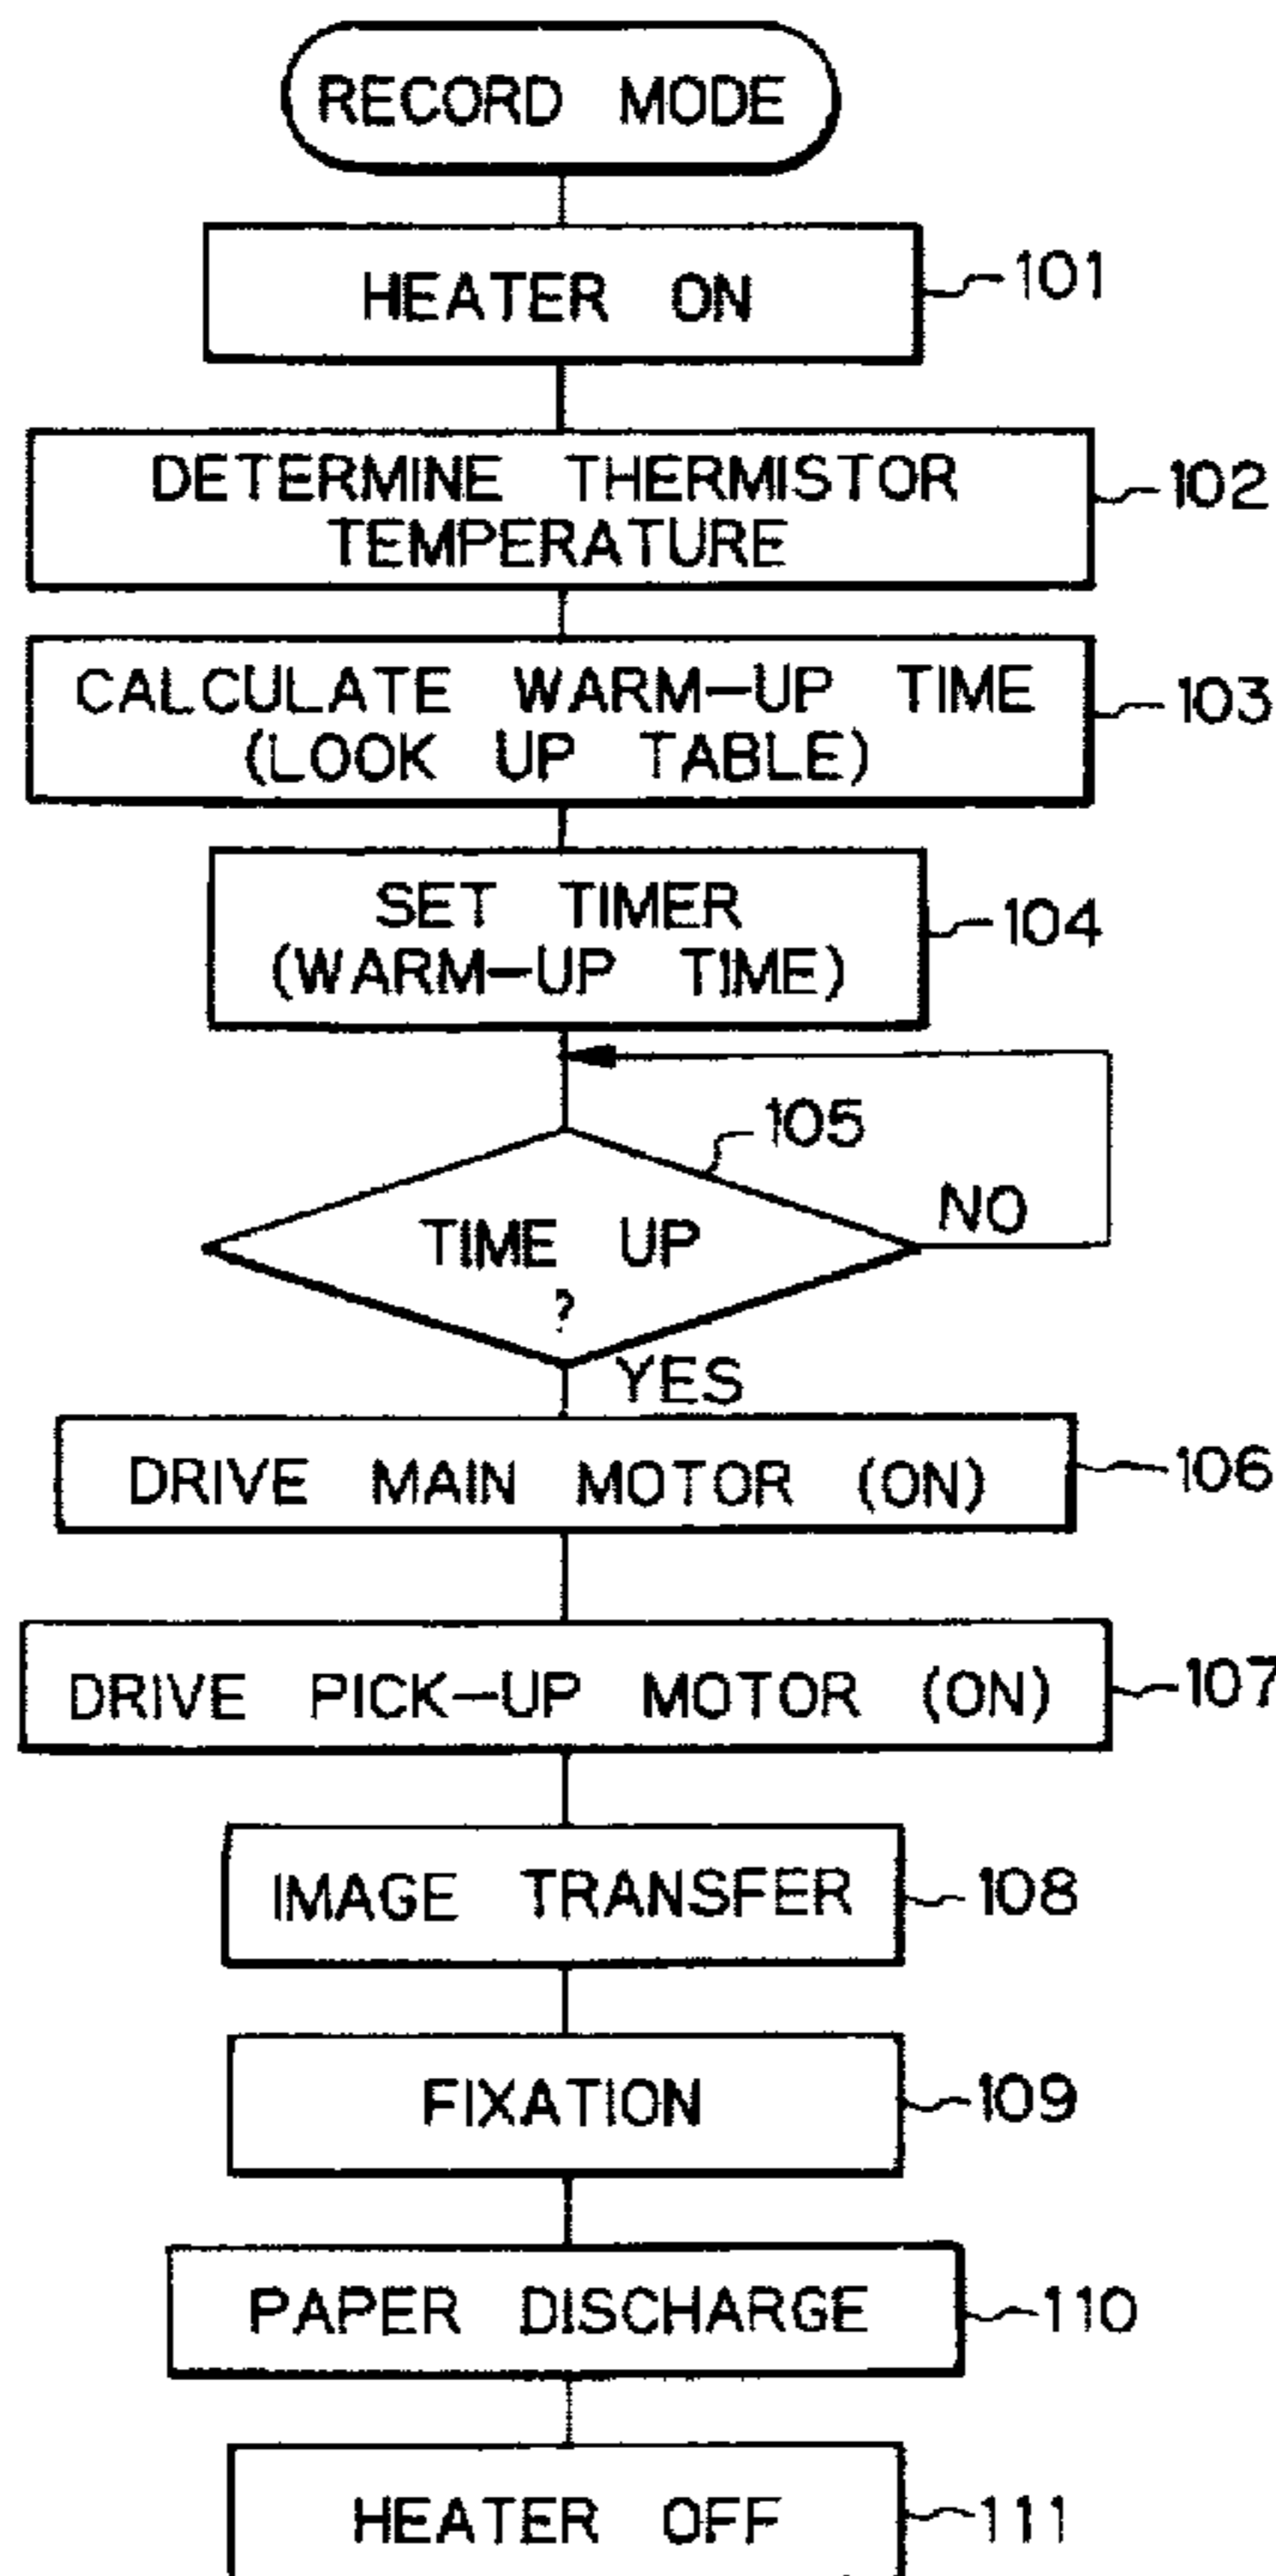 RECORD MODE
HEATER ON
101
DETERMINE THERMISTOR
TEMPERATURE
102
CALCULATE WARM-UP TIME
(LOOK UP TABLE)
103
SET TIMER
(WARM-UP TIME)
104
105
TIME UP
?
NO
YES
DRIVE MAIN MOTOR (ON)
106
DRIVE PICK-UP MOTOR (ON)
107
IMAGE TRANSFER
108
FIXATION
109
PAPER DISCHARGE
110
HEATER OFF
111